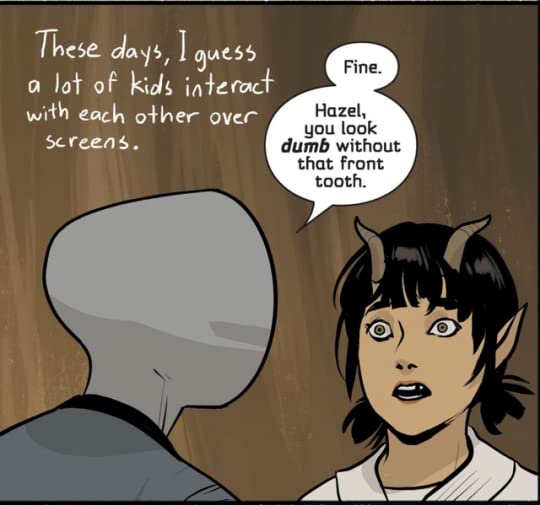 These days, I guess
a lot of kids interact
with each other over
screens.
Fine.
Hazel,
you look
dumb without
that front
tooth.